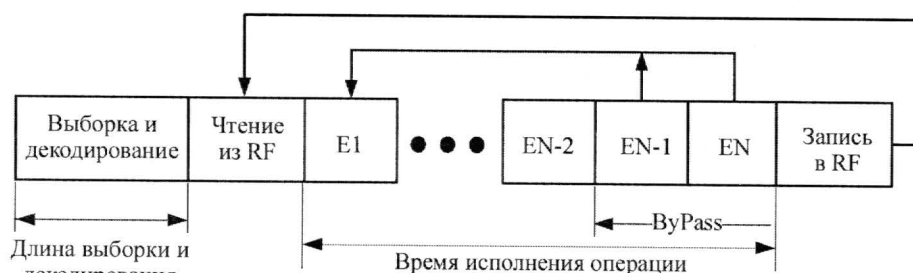 Выборка и
декодирование
Чтение
из RF
E1
EN-2
EN-1
EN
Запись
в RF
ByPass
Длина выборки и
декодирования
Время исполнения операции